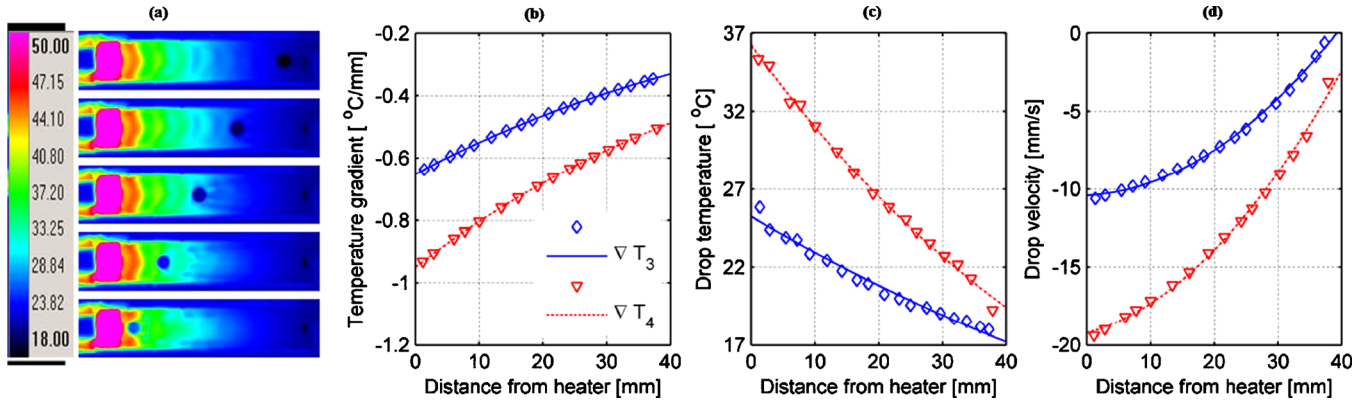 (a)
50.00
47.15
44.10
40.80
37.20
33.25
28.84
23.82
18.00
(b)
Temperature gradient [ °C/mm]
-0.2
-0.4
-0.6
-0.8
-1
-1.2
0 10 20 30 40
Distance from heater [mm]
∇ T3
∇ T4
(c)
Drop temperature [ °C]
37
32
27
22
17
0 10 20 30 40
Distance from heater [mm]
(d)
Drop velocity [mm/s]
0
-5
-10
-15
-20
0 10 20 30 40
Distance from heater [mm]